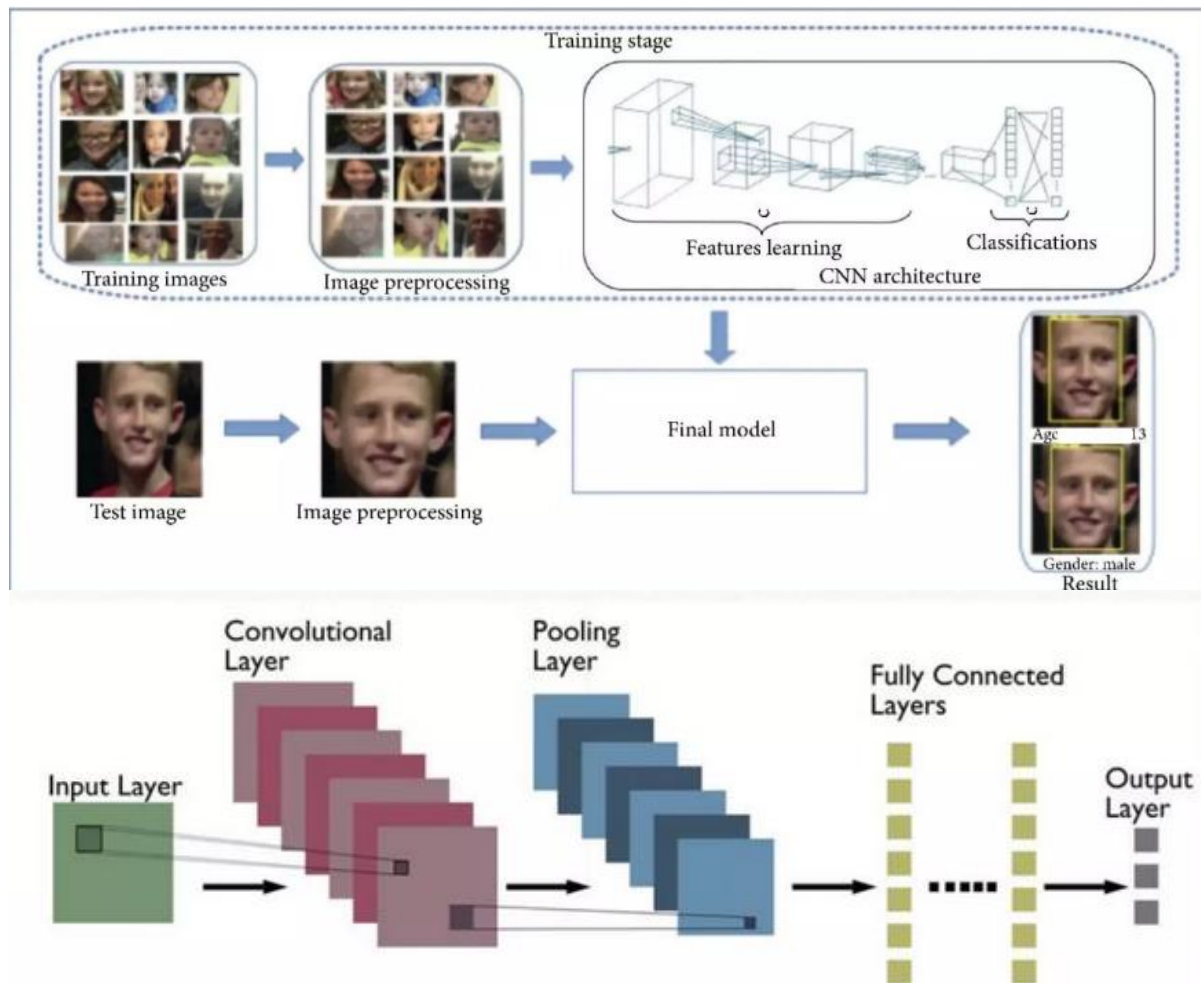 Training stage
Training images
Image preprocessing
Features learning
Classifications
CNN architecture
Test image
Image preprocessing
Final model
Age 13
Gender: male
Result
Convolutional
Layer
Pooling
Layer
Fully Connected
Layers
Input Layer
Output
Layer